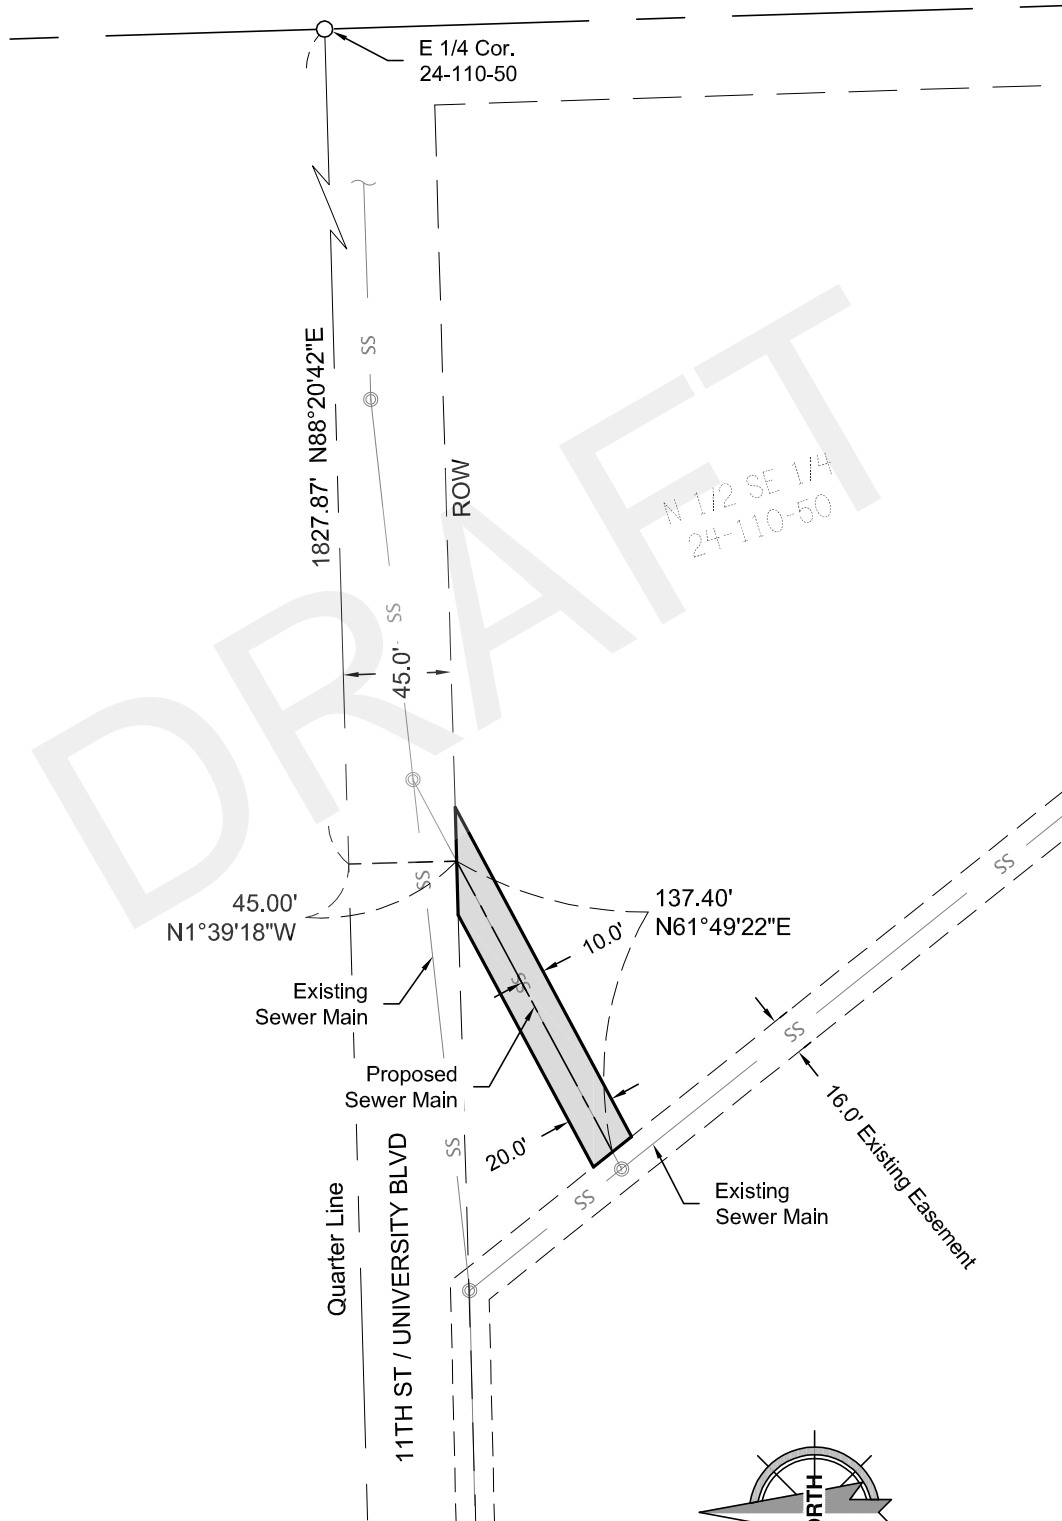 E 1/4 Cor.
24-110-50
SS
1827.87' N88°20'42"E
ROW
DRAFT
N 1/2 SE 1/4
24-110-50
SS
45.0'
SS
SS
45.00'
N1°39'18"W
137.40'
N61°49'22"E
10.0'
SS
Existing
Sewer Main
SS
Proposed
Sewer Main
16.0' Existing Easement
SS
20.0'
Existing
Sewer Main
SS
Quarter Line
11TH ST / UNIVERSITY BLVD